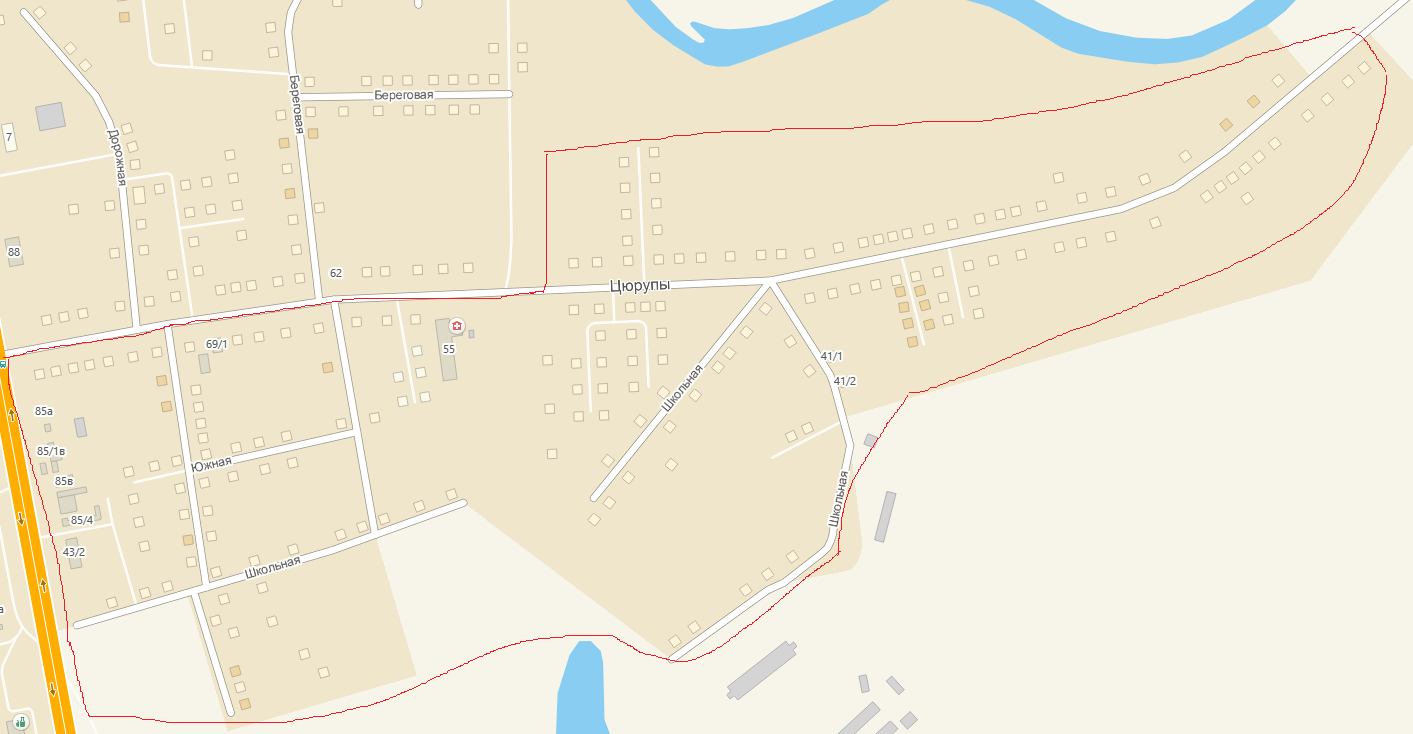 Береговая
Береговая
7
Дорожная
88
62
Цюрупы
69/1
55
41/1
41/2
85а
85/1в
Школьная
Южная
85в
85/4
Школьная
43/2
Школьная
а